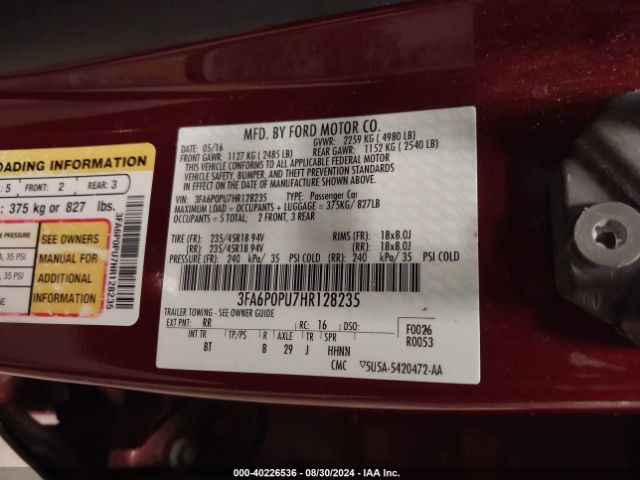 OADING INFORMATION
5 FRONT: 2 REAR: 3
375 kg or 827 lbs.
PRESSURE
35 PSI
35 PSI
SEE OWNERS
MANUAL FOR
ADDITIONAL
INFORMATION
3FA6P0PU7HR128235
MFD. BY FORD MOTOR CO.
DATE: 05/16 GVWR: 2259 KG ( 4980 LB)
FRONT GAWR: 1127 KG ( 2485 LB) REAR GAWR: 1152 KG ( 2540 LB)
THIS VEHICLE CONFORMS TO ALL APPLICABLE FEDERAL MOTOR
VEHICLE SAFETY, BUMPER, AND THEFT PREVENTION STANDARDS IN
EFFECT ON THE DATE OF MANUFACTURE SHOWN ABOVE.
VIN: 3FA6P0PU7HR128235 TYPE: Passenger Car
MAXIMUM LOAD = OCCUPANTS + LUGGAGE = 375KG/ 827LB
OCCUPANTS = 5 TOTAL; 2 FRONT, 3 REAR
TIRE (FR): 235/45R18 94V RIMS (FR): 18x8.0J
(RR): 235/45R18 94V (RR): 18x8.0J
PRESSURE (FR): 240 kPa/ 35 PSI COLD (RR): 240 kPa/ 35 PSI COLD
3FA6P0PU7HR128235
TRAILER TOWING - SEE OWNER GUIDE
EXT PNT: RR RC: 16 DSO: F0026
INT TR TP/PS R AXLE TR SPR R0053
BT B 29 J HHNN
CMC 5U5A-5420472-AA
000-40226536 - 08/30/2024 - IAA Inc.